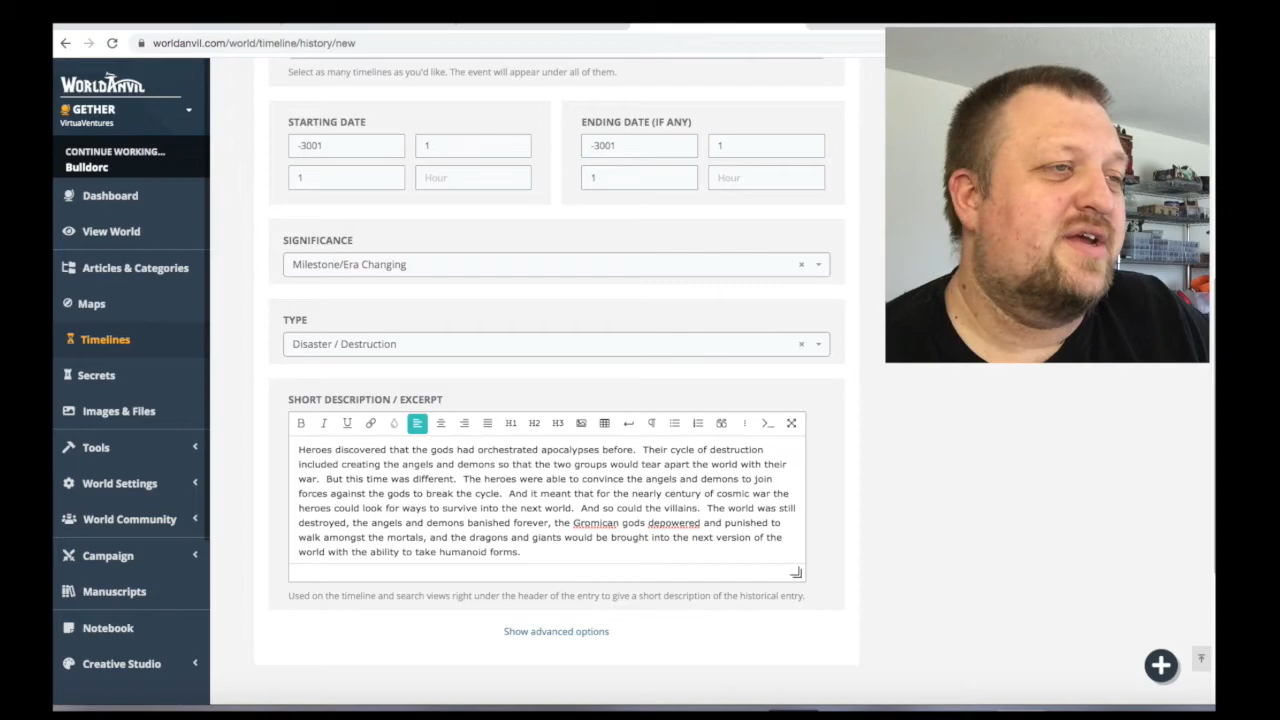 worldanvil.com/world/timeline/history/new
WORLDANVIL
GETHER
VirtuaVentures
CONTINUE WORKING...
Bulldorc
Dashboard
View World
Articles & Categories
Maps
Timelines
Secrets
Images & Files
Tools
World Settings
World Community
Campaign
Manuscripts
Notebook
Creative Studio
Select as many timelines as you'd like. The event will appear under all of them.
STARTING DATE
-3001 1
1 Hour
ENDING DATE (IF ANY)
-3001 1
1 Hour
SIGNIFICANCE
Milestone/Era Changing
TYPE
Disaster / Destruction
SHORT DESCRIPTION / EXCERPT
B I U H1 H2 H3
Heroes discovered that the gods had orchestrated apocalypses before. Their cycle of destruction
included creating the angels and demons so that the two groups would tear apart the world with their
war. But this time was different. The heroes were able to convince the angels and demons to join
forces against the gods to break the cycle. And it meant that for the nearly century of cosmic war the
heroes could look for ways to survive into the next world. And so could the villains. The world was still
destroyed, the angels and demons banished forever, the Gromican gods depowered and punished to
walk amongst the mortals, and the dragons and giants would be brought into the next version of the
world with the ability to take humanoid forms.
Used on the timeline and search views right under the header of the entry to give a short description of the historical entry.
Show advanced options